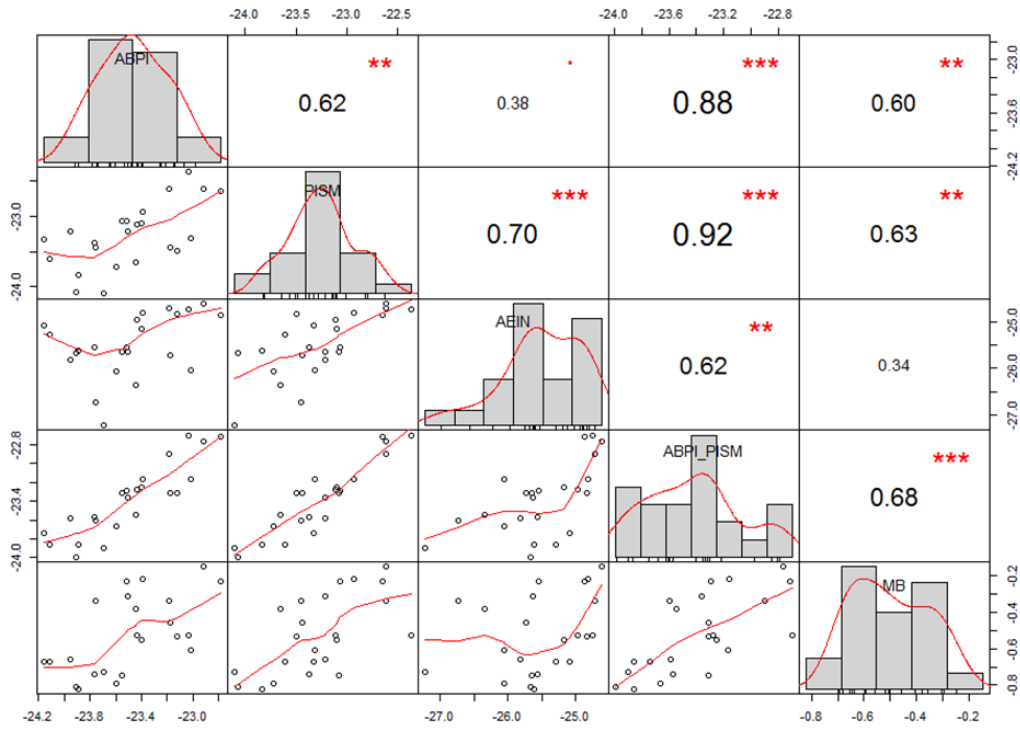 -24.0 -23.5 -23.0 -22.5 -24.0 -23.6 -23.2 -22.8
ABPI ** . *** **
0.62 0.38 0.88 0.60
-23.0 -23.6 -24.2
PISM *** *** **
0.70 0.92 0.63
-23.0 -24.0
AEIN **
0.62 0.34
-25.0 -26.0 -27.0
ABPI_PISM ***
0.68
-22.8 -23.4 -24.0
MB
-0.2 -0.4 -0.6 -0.8
-24.2 -23.8 -23.4 -23.0 -27.0 -26.0 -25.0 -0.8 -0.6 -0.4 -0.2